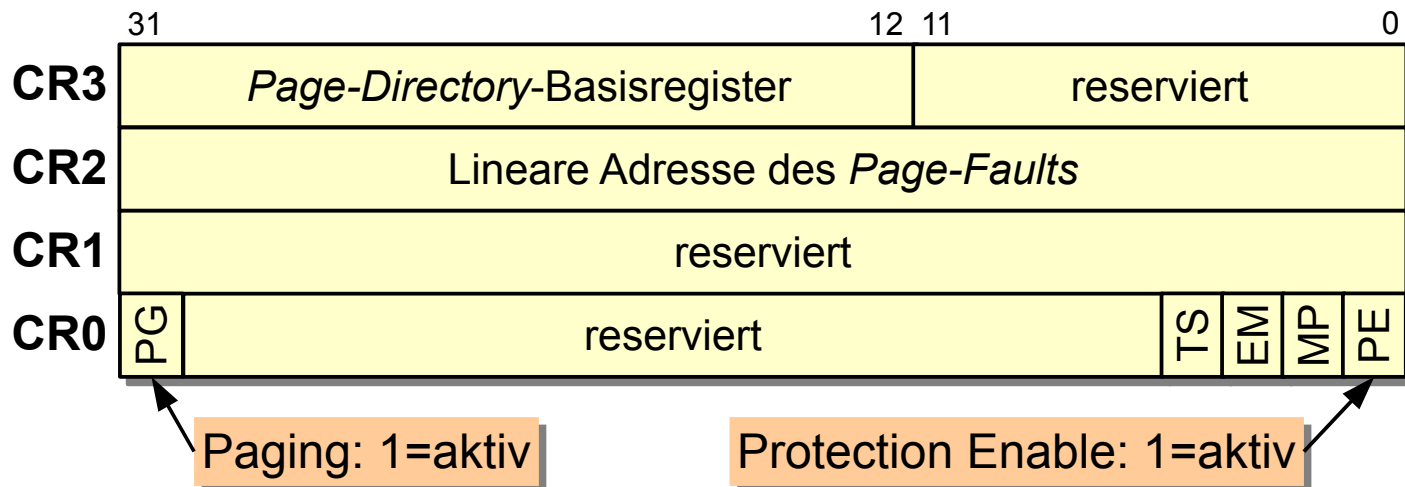 31 12 11 0
CR3 Page-Directory-Basisregister reserviert
CR2 Lineare Adresse des Page-Faults
CR1 reserviert
CR0 PG reserviert TS EM MP PE
Paging: 1=aktiv Protection Enable: 1=aktiv